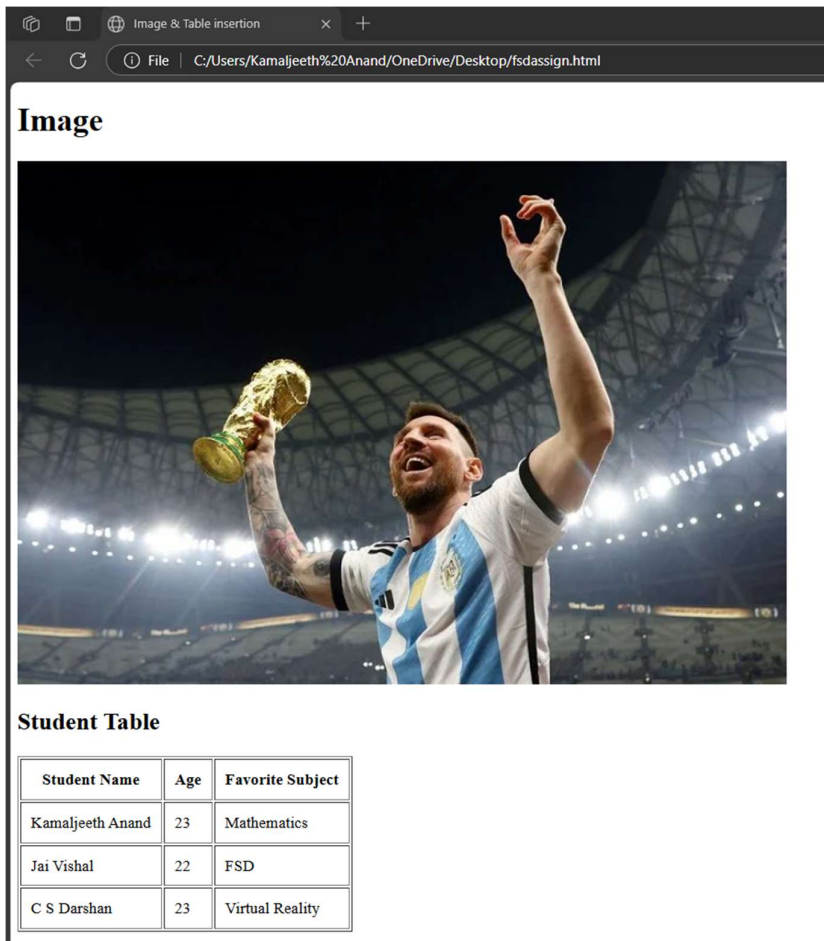 Image & Table insertion
File | C:/Users/Kamaljeeth%20Anand/OneDrive/Desktop/fsdassign.html
Image
Student Table
Student Name Age Favorite Subject
Kamaljeeth Anand 23 Mathematics
Jai Vishal 22 FSD
C S Darshan 23 Virtual Reality